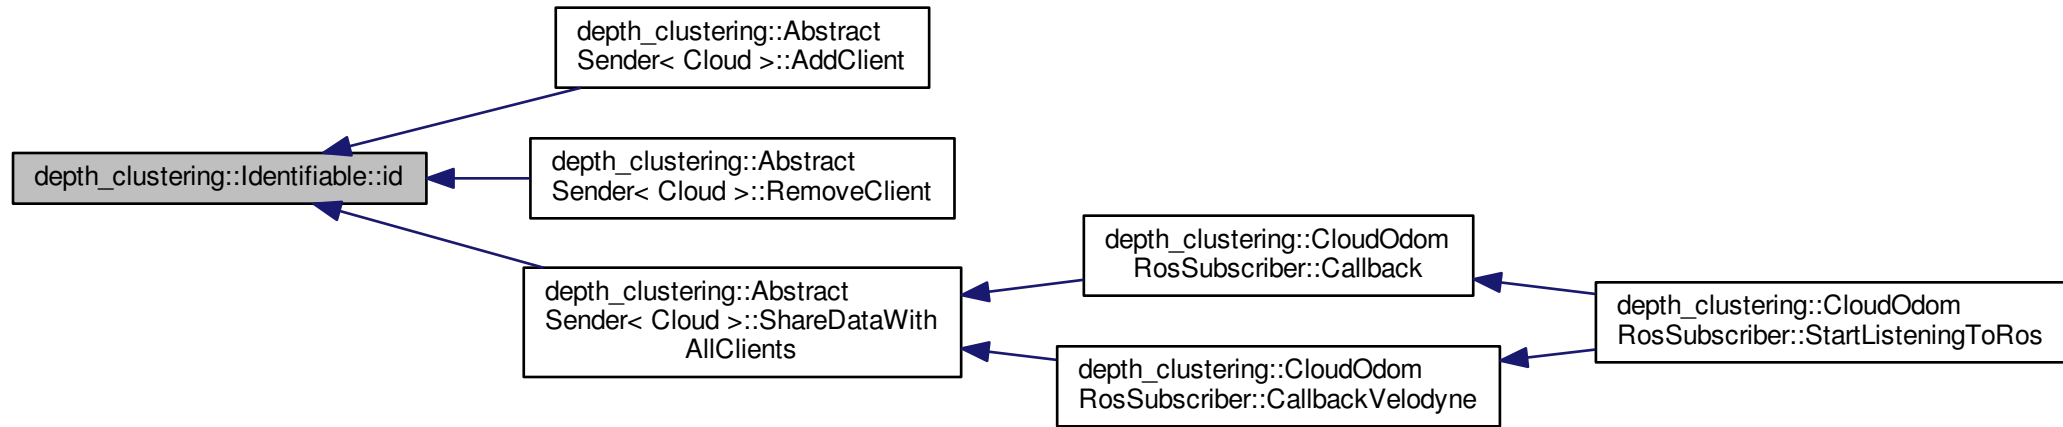 depth_clustering::Identifiable::id
depth_clustering::Abstract
Sender< Cloud >::AddClient
depth_clustering::Abstract
Sender< Cloud >::RemoveClient
depth_clustering::Abstract
Sender< Cloud >::ShareDataWith
AllClients
depth_clustering::CloudOdom
RosSubscriber::Callback
depth_clustering::CloudOdom
RosSubscriber::CallbackVelodyne
depth_clustering::CloudOdom
RosSubscriber::StartListeningToRos